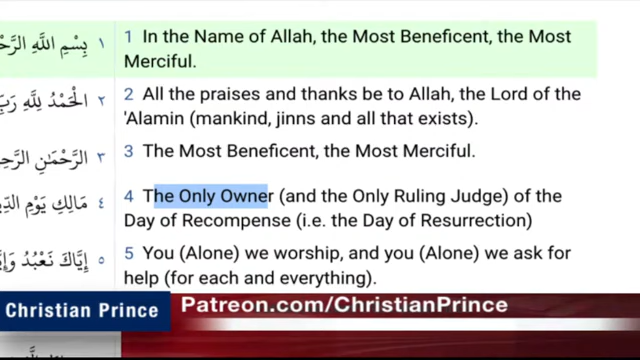 ١ بِسْمِ اللَّهِ
1 In the Name of Allah, the Most Beneficent, the Most
Merciful.
٢ الْحَمْدُ لِلَّهِ
2 All the praises and thanks be to Allah, the Lord of the
'Alamin (mankind, jinns and all that exists).
٣ الرَّحْمَٰنِ
3 The Most Beneficent, the Most Merciful.
٤ مَالِكِ يَوْمِ
4 The Only Owner (and the Only Ruling Judge) of the
Day of Recompense (i.e. the Day of Resurrection)
٥ إِيَّاكَ نَعْبُدُ
5 You (Alone) we worship, and you (Alone) we ask for
help (for each and everything).
Christian Prince
Patreon.com/ChristianPrince